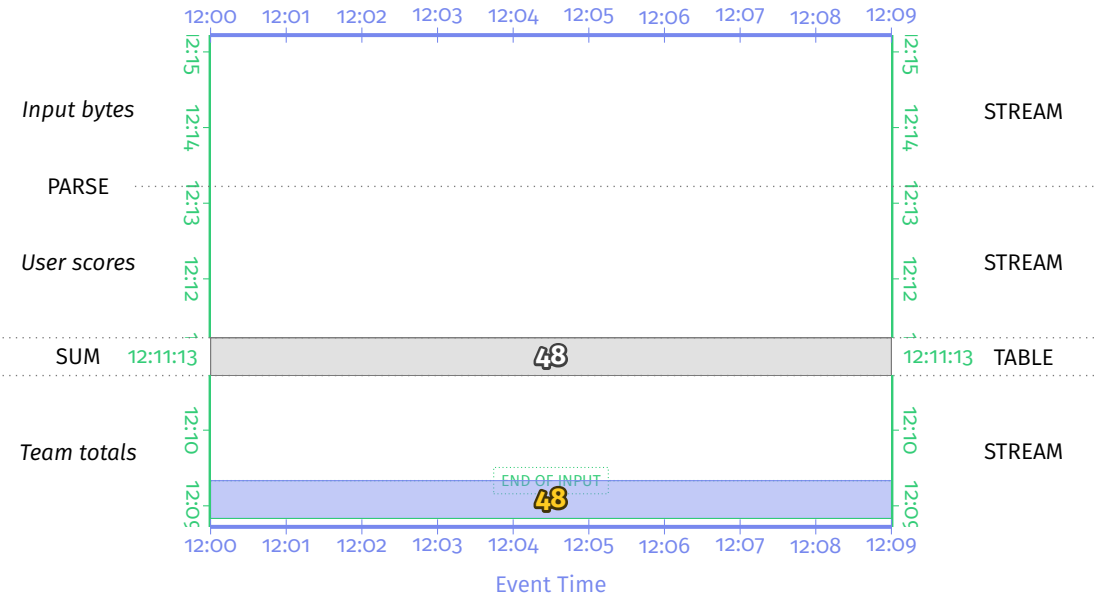 12:00 12:01 12:02 12:03 12:04 12:05 12:06 12:07 12:08 12:09
12:15 12:15
Input bytes STREAM
12:14 12:14
PARSE
12:13 12:13
User scores STREAM
12:12 12:12
SUM 12:11:13 48 12:11:13 TABLE
12:10 12:10
Team totals STREAM
END OF INPUT
48
12:09 12:09
12:00 12:01 12:02 12:03 12:04 12:05 12:06 12:07 12:08 12:09
Event Time